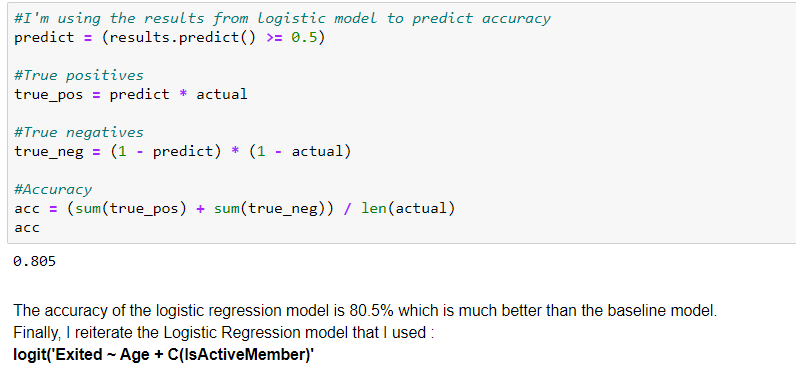 #I'm using the results from logistic model to predict accuracy
predict = (results.predict() >= 0.5)
#True positives
true_pos = predict * actual
#True negatives
true_neg = (1 - predict) * (1 - actual)
#Accuracy
acc = (sum(true_pos) + sum(true_neg)) / len(actual)
acc
0.805
The accuracy of the logistic regression model is 80.5% which is much better than the baseline model.
Finally, I reiterate the Logistic Regression model that I used :
logit('Exited ~ Age + C(IsActiveMember)'